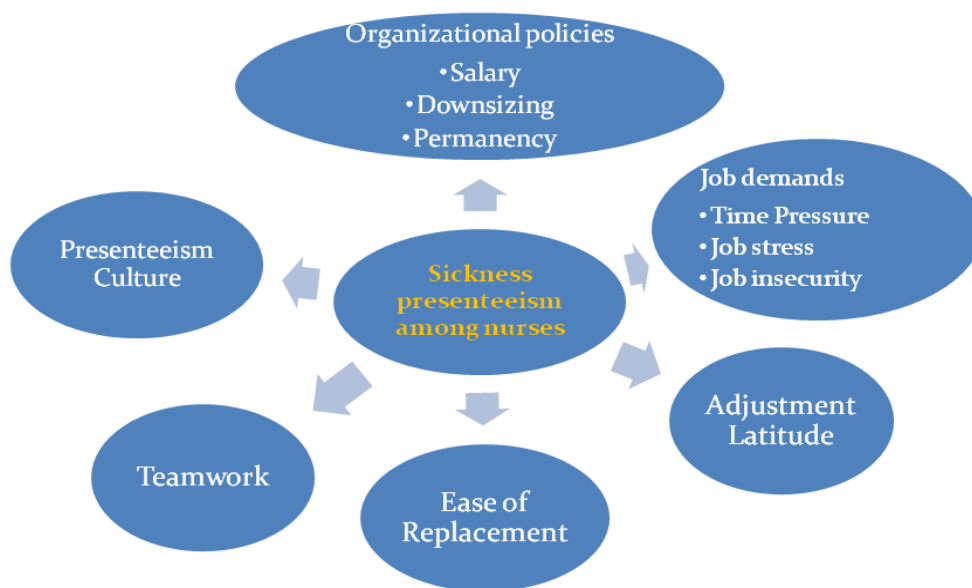 Organizational policies
•Salary
•Downsizing
•Permanency
Job demands
•Time Pressure
•Job stress
•Job insecurity
Presenteeism
Culture
Sickness
presenteeism
among nurses
Adjustment
Latitude
Teamwork
Ease of
Replacement